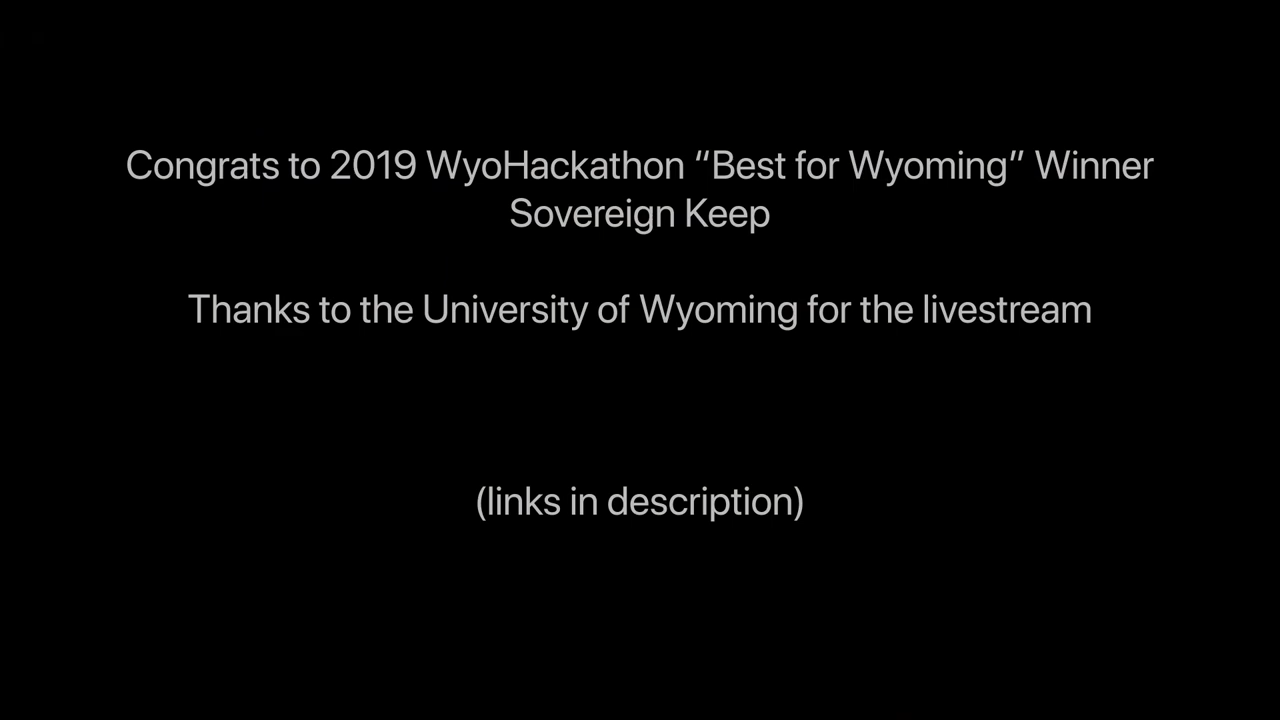 Congrats to 2019 WyoHackathon “Best for Wyoming” Winner
Sovereign Keep
Thanks to the University of Wyoming for the livestream
(links in description)